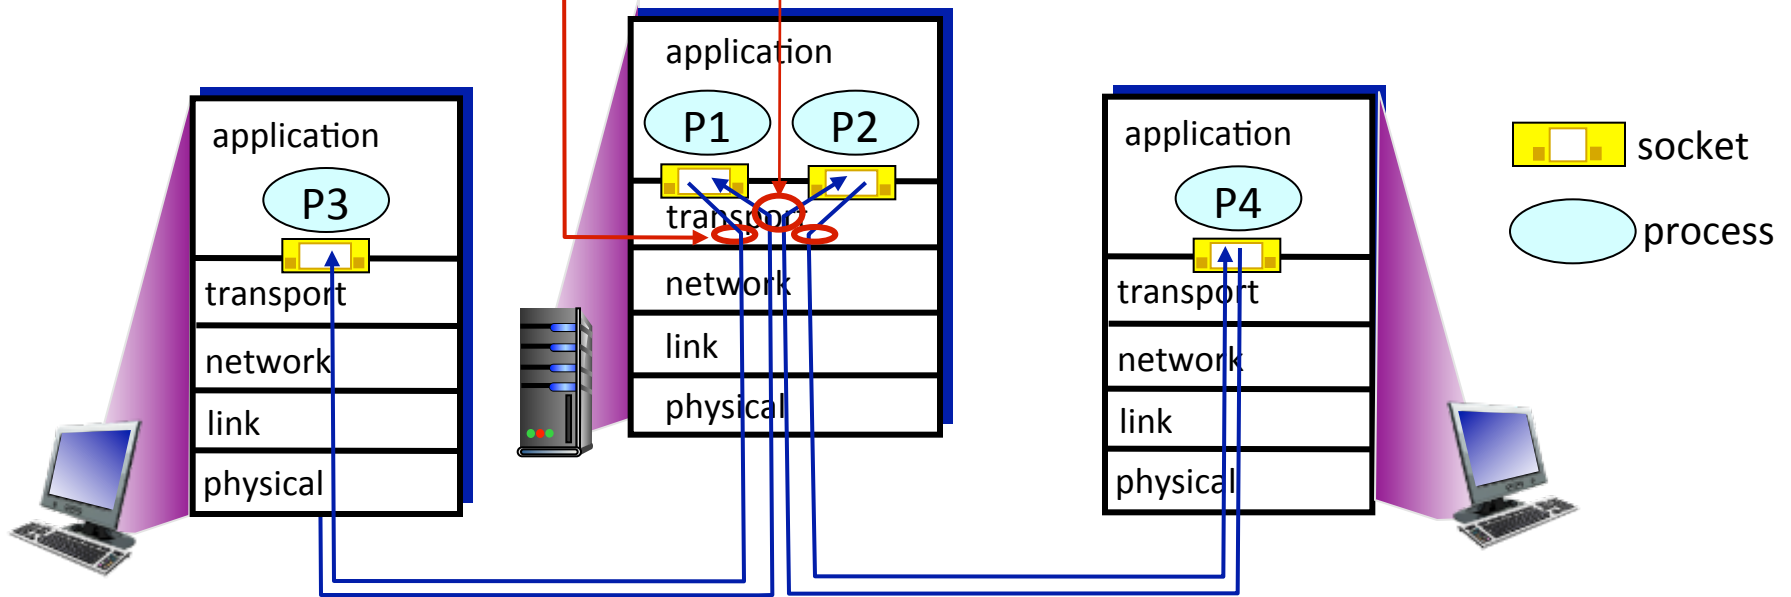 application
P3
transport
network
link
physical
application
P1
P2
transport
network
link
physical
application
P4
transport
network
link
physical
socket
process